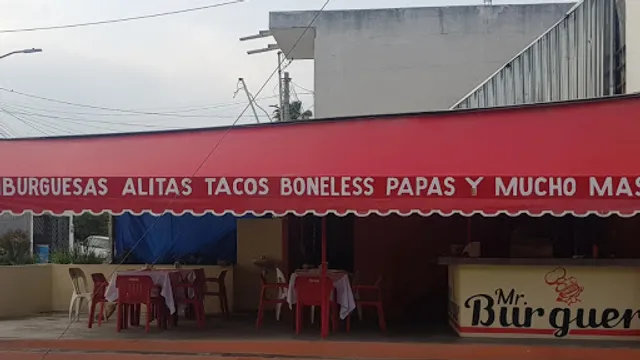 BURGUESAS ALITAS TACOS BONELESS PAPAS Y MUCHO MAS
Mr.
Burguer